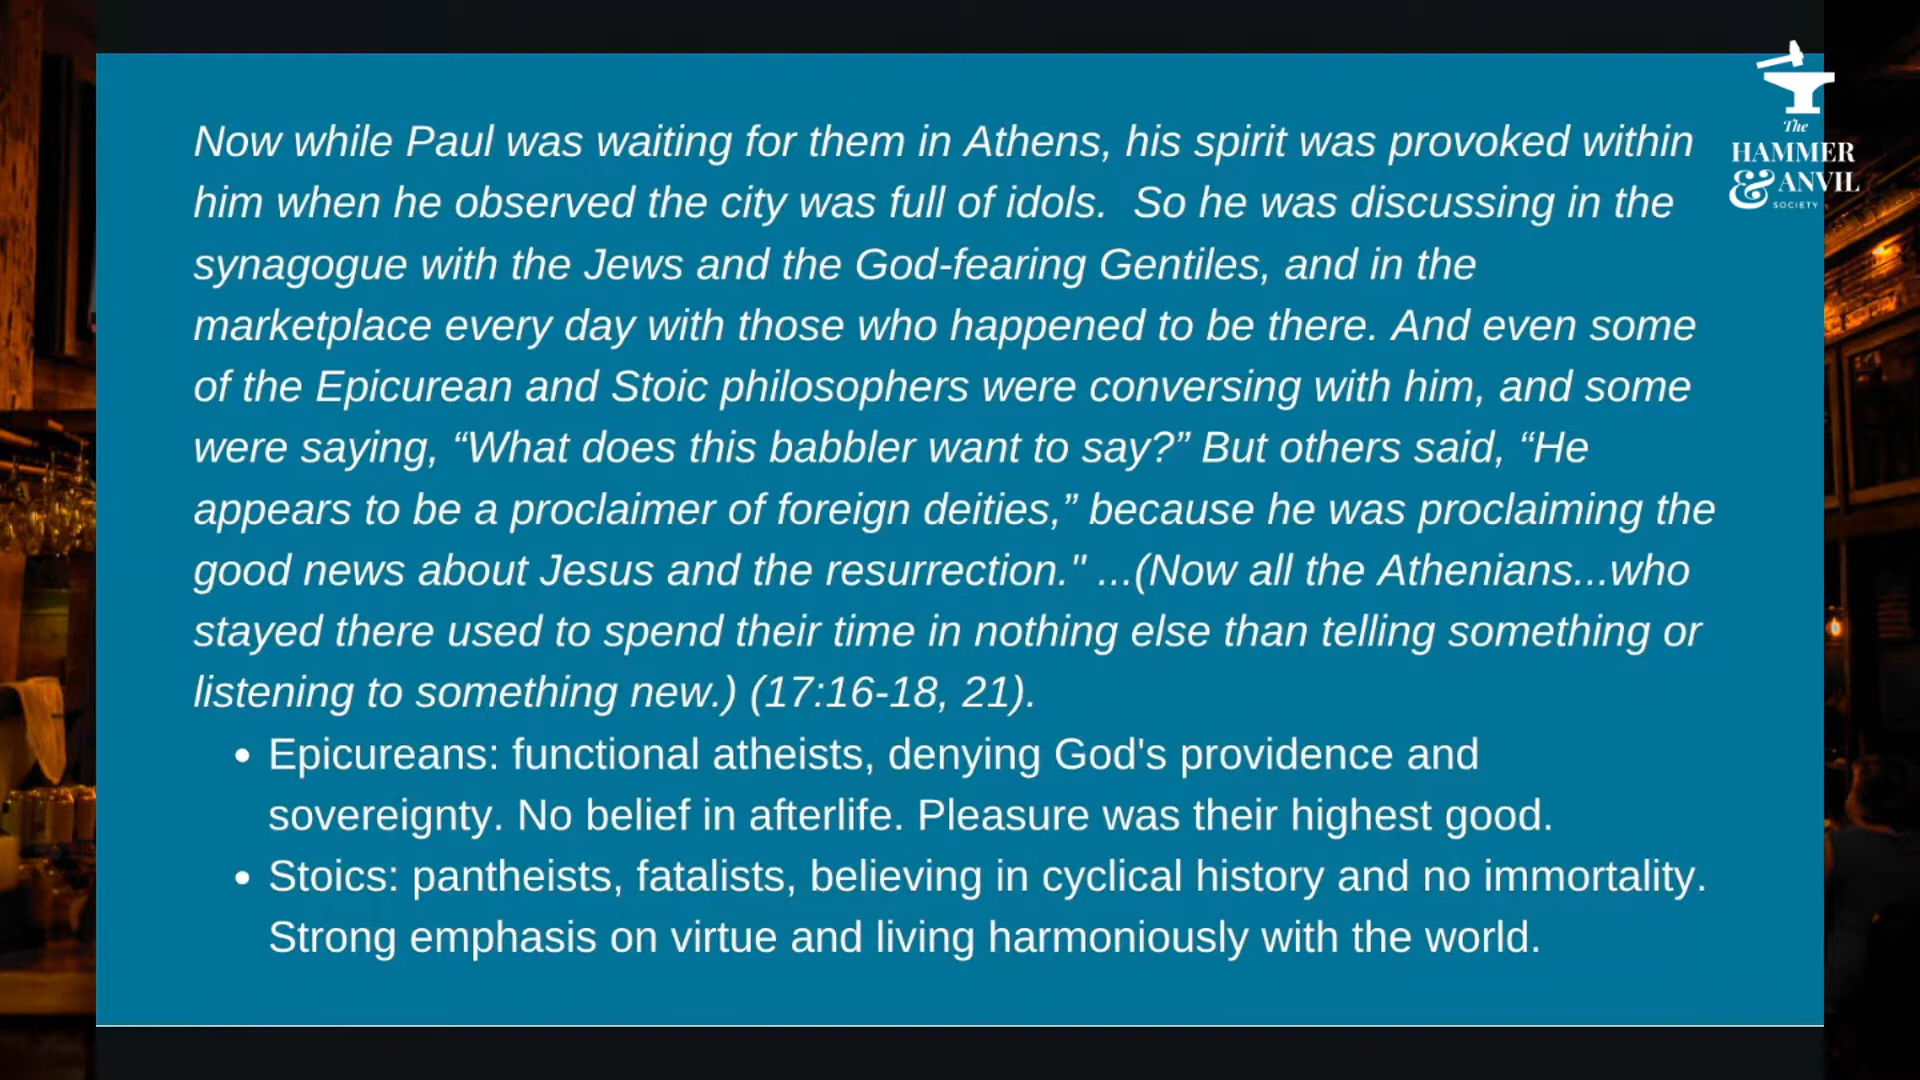 Now while Paul was waiting for them in Athens, his spirit was provoked within
him when he observed the city was full of idols.  So he was discussing in the
synagogue with the Jews and the God-fearing Gentiles, and in the
marketplace every day with those who happened to be there. And even some
of the Epicurean and Stoic philosophers were conversing with him, and some
were saying, “What does this babbler want to say?” But others said, “He
appears to be a proclaimer of foreign deities,” because he was proclaiming the
good news about Jesus and the resurrection." ...(Now all the Athenians...who
stayed there used to spend their time in nothing else than telling something or
listening to something new.) (17:16-18, 21).
• Epicureans: functional atheists, denying God's providence and
sovereignty. No belief in afterlife. Pleasure was their highest good.
• Stoics: pantheists, fatalists, believing in cyclical history and no immortality.
Strong emphasis on virtue and living harmoniously with the world.
The
HAMMER
& ANVIL
SOCIETY